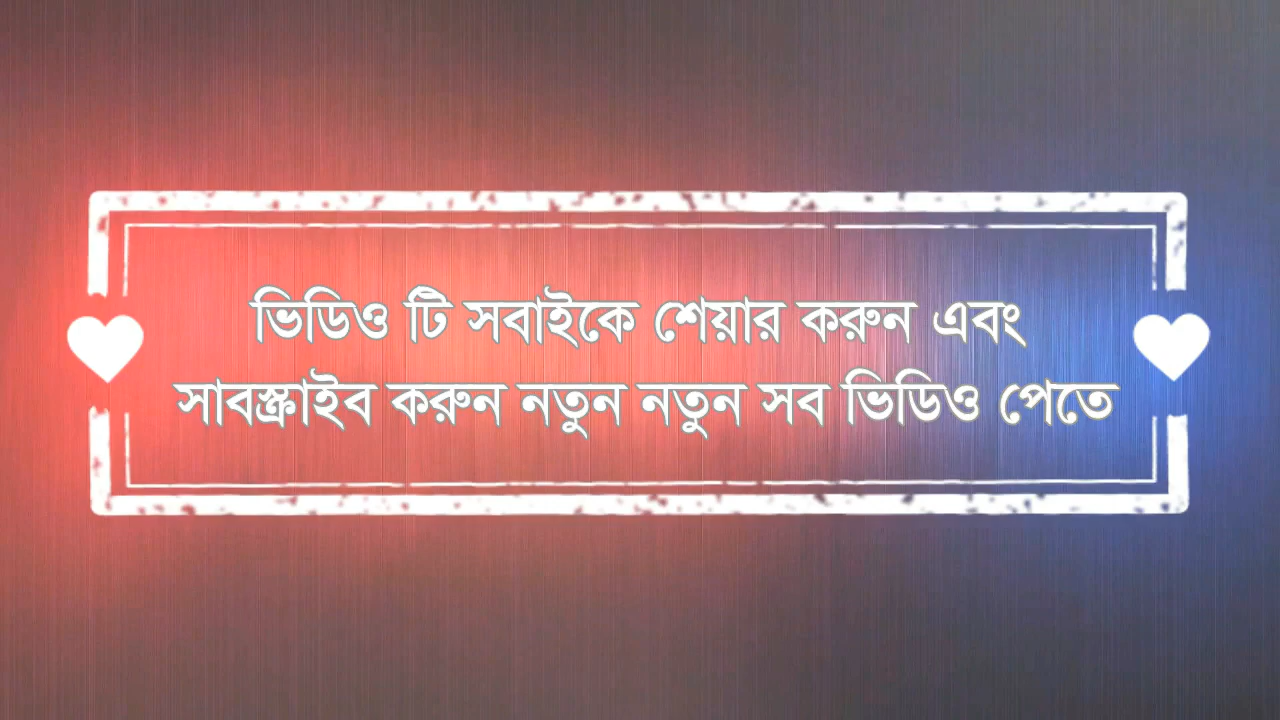 ভিডিও টি সবাইকে শেয়ার করুন এবং
সাবস্ক্রাইব করুন নতুন নতুন সব ভিডিও পেতে